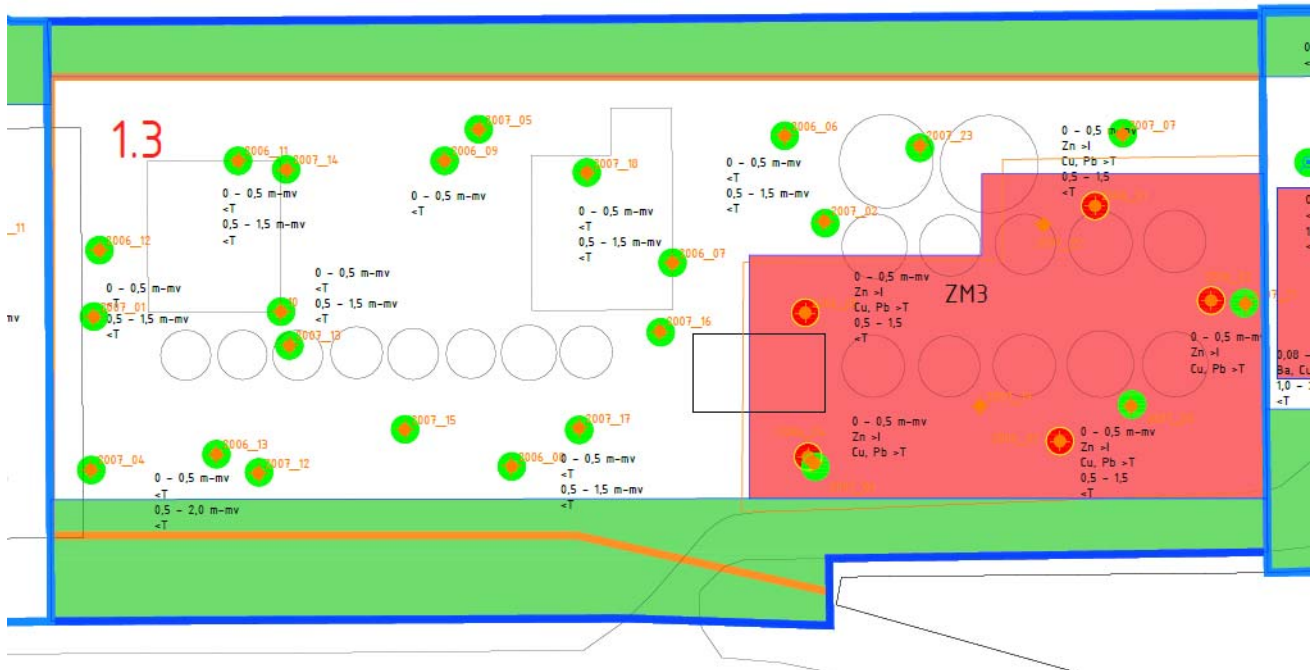 1.3
2007_05
2006_06
2007_07
2007_23
2006_11
2007_14
2006_09
2007_18
0 - 0,5 m-mv
Zn >I
Cu, Pb >T
0,5 - 1,5
<T
0 - 0,5 m-mv
<T
0,5 - 1,5 m-mv
<T
0 - 0,5 m-mv
<T
0,5 - 1,5 m-mv
<T
0 - 0,5 m-mv
<T
0 - 0,5 m-mv
<T
0,5 - 1,5 m-mv
<T
2007_02
_11
2006_12
2006_07
0 - 0,5 m-mv
<T
0,5 - 1,5 m-mv
<T
0 - 0,5 m-mv
<T
0,5 - 1,5 m-mv
<T
0 - 0,5 m-mv
Zn >I
Cu, Pb >T
0,5 - 1,5
<T
ZM3
2007_01
2007_13
2007_16
0 - 0,5 m-mv
Zn >I
Cu, Pb >T
0,08 -
Ba, Cu
<T
2007_15
2007_17
0 - 0,5 m-mv
Zn >I
Cu, Pb >T
0 - 0,5 m-mv
Zn >I
Cu, Pb >T
0,5 - 1,5
<T
2006_13
2007_04
2007_12
0 - 0,5 m-mv
<T
0,5 - 2,0 m-mv
<T
0 - 0,5 m-mv
<T
0,5 - 1,5 m-mv
<T